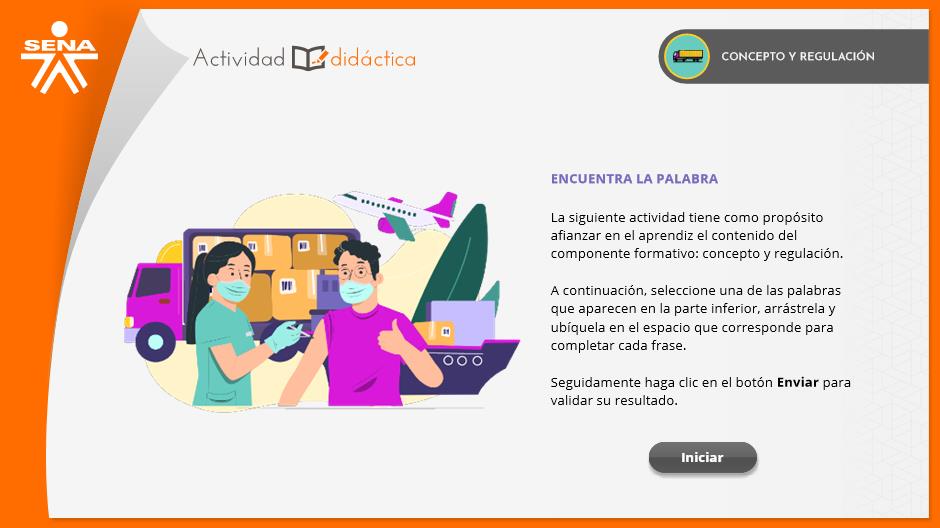 SENA
Actividad didáctica
CONCEPTO Y REGULACIÓN
ENCUENTRA LA PALABRA
La siguiente actividad tiene como propósito
afianzar en el aprendiz el contenido del
componente formativo: concepto y regulación.
A continuación, seleccione una de las palabras
que aparecen en la parte inferior, arrástrela y
ubíquela en el espacio que corresponde para
completar cada frase.
Seguidamente haga clic en el botón Enviar para
validar su resultado.
Iniciar